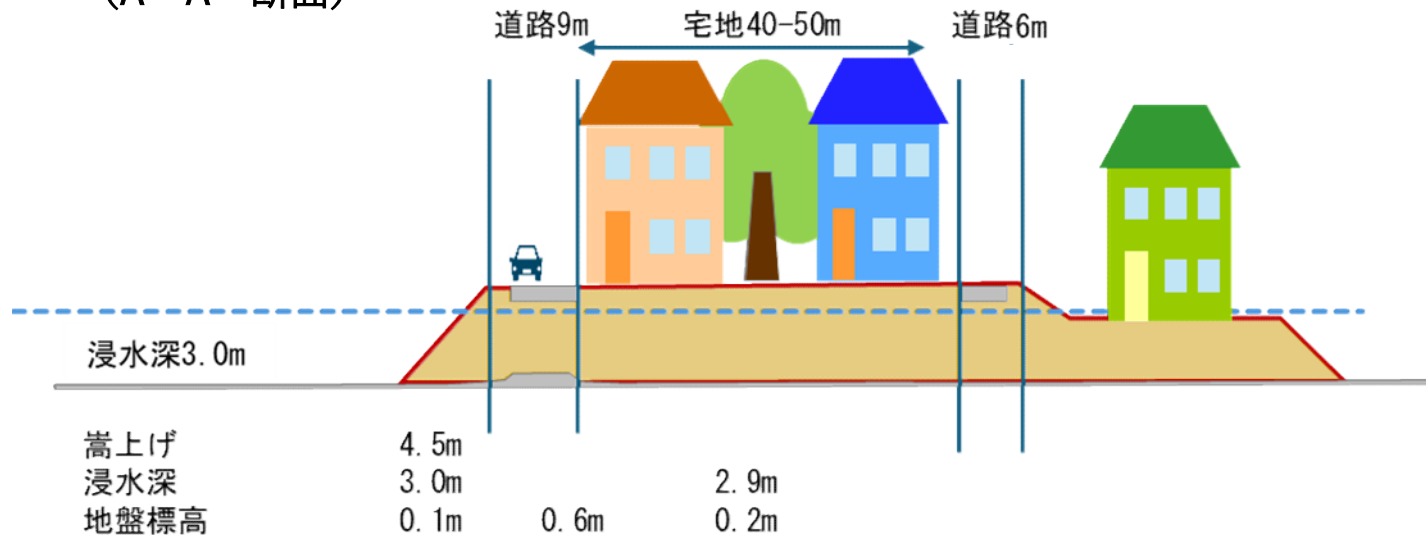 (A－A' 断面)
道路9m 宅地40-50m 道路6m
浸水深3.0m
嵩上げ 4.5m
浸水深 3.0m 2.9m
地盤標高 0.1m 0.6m 0.2m